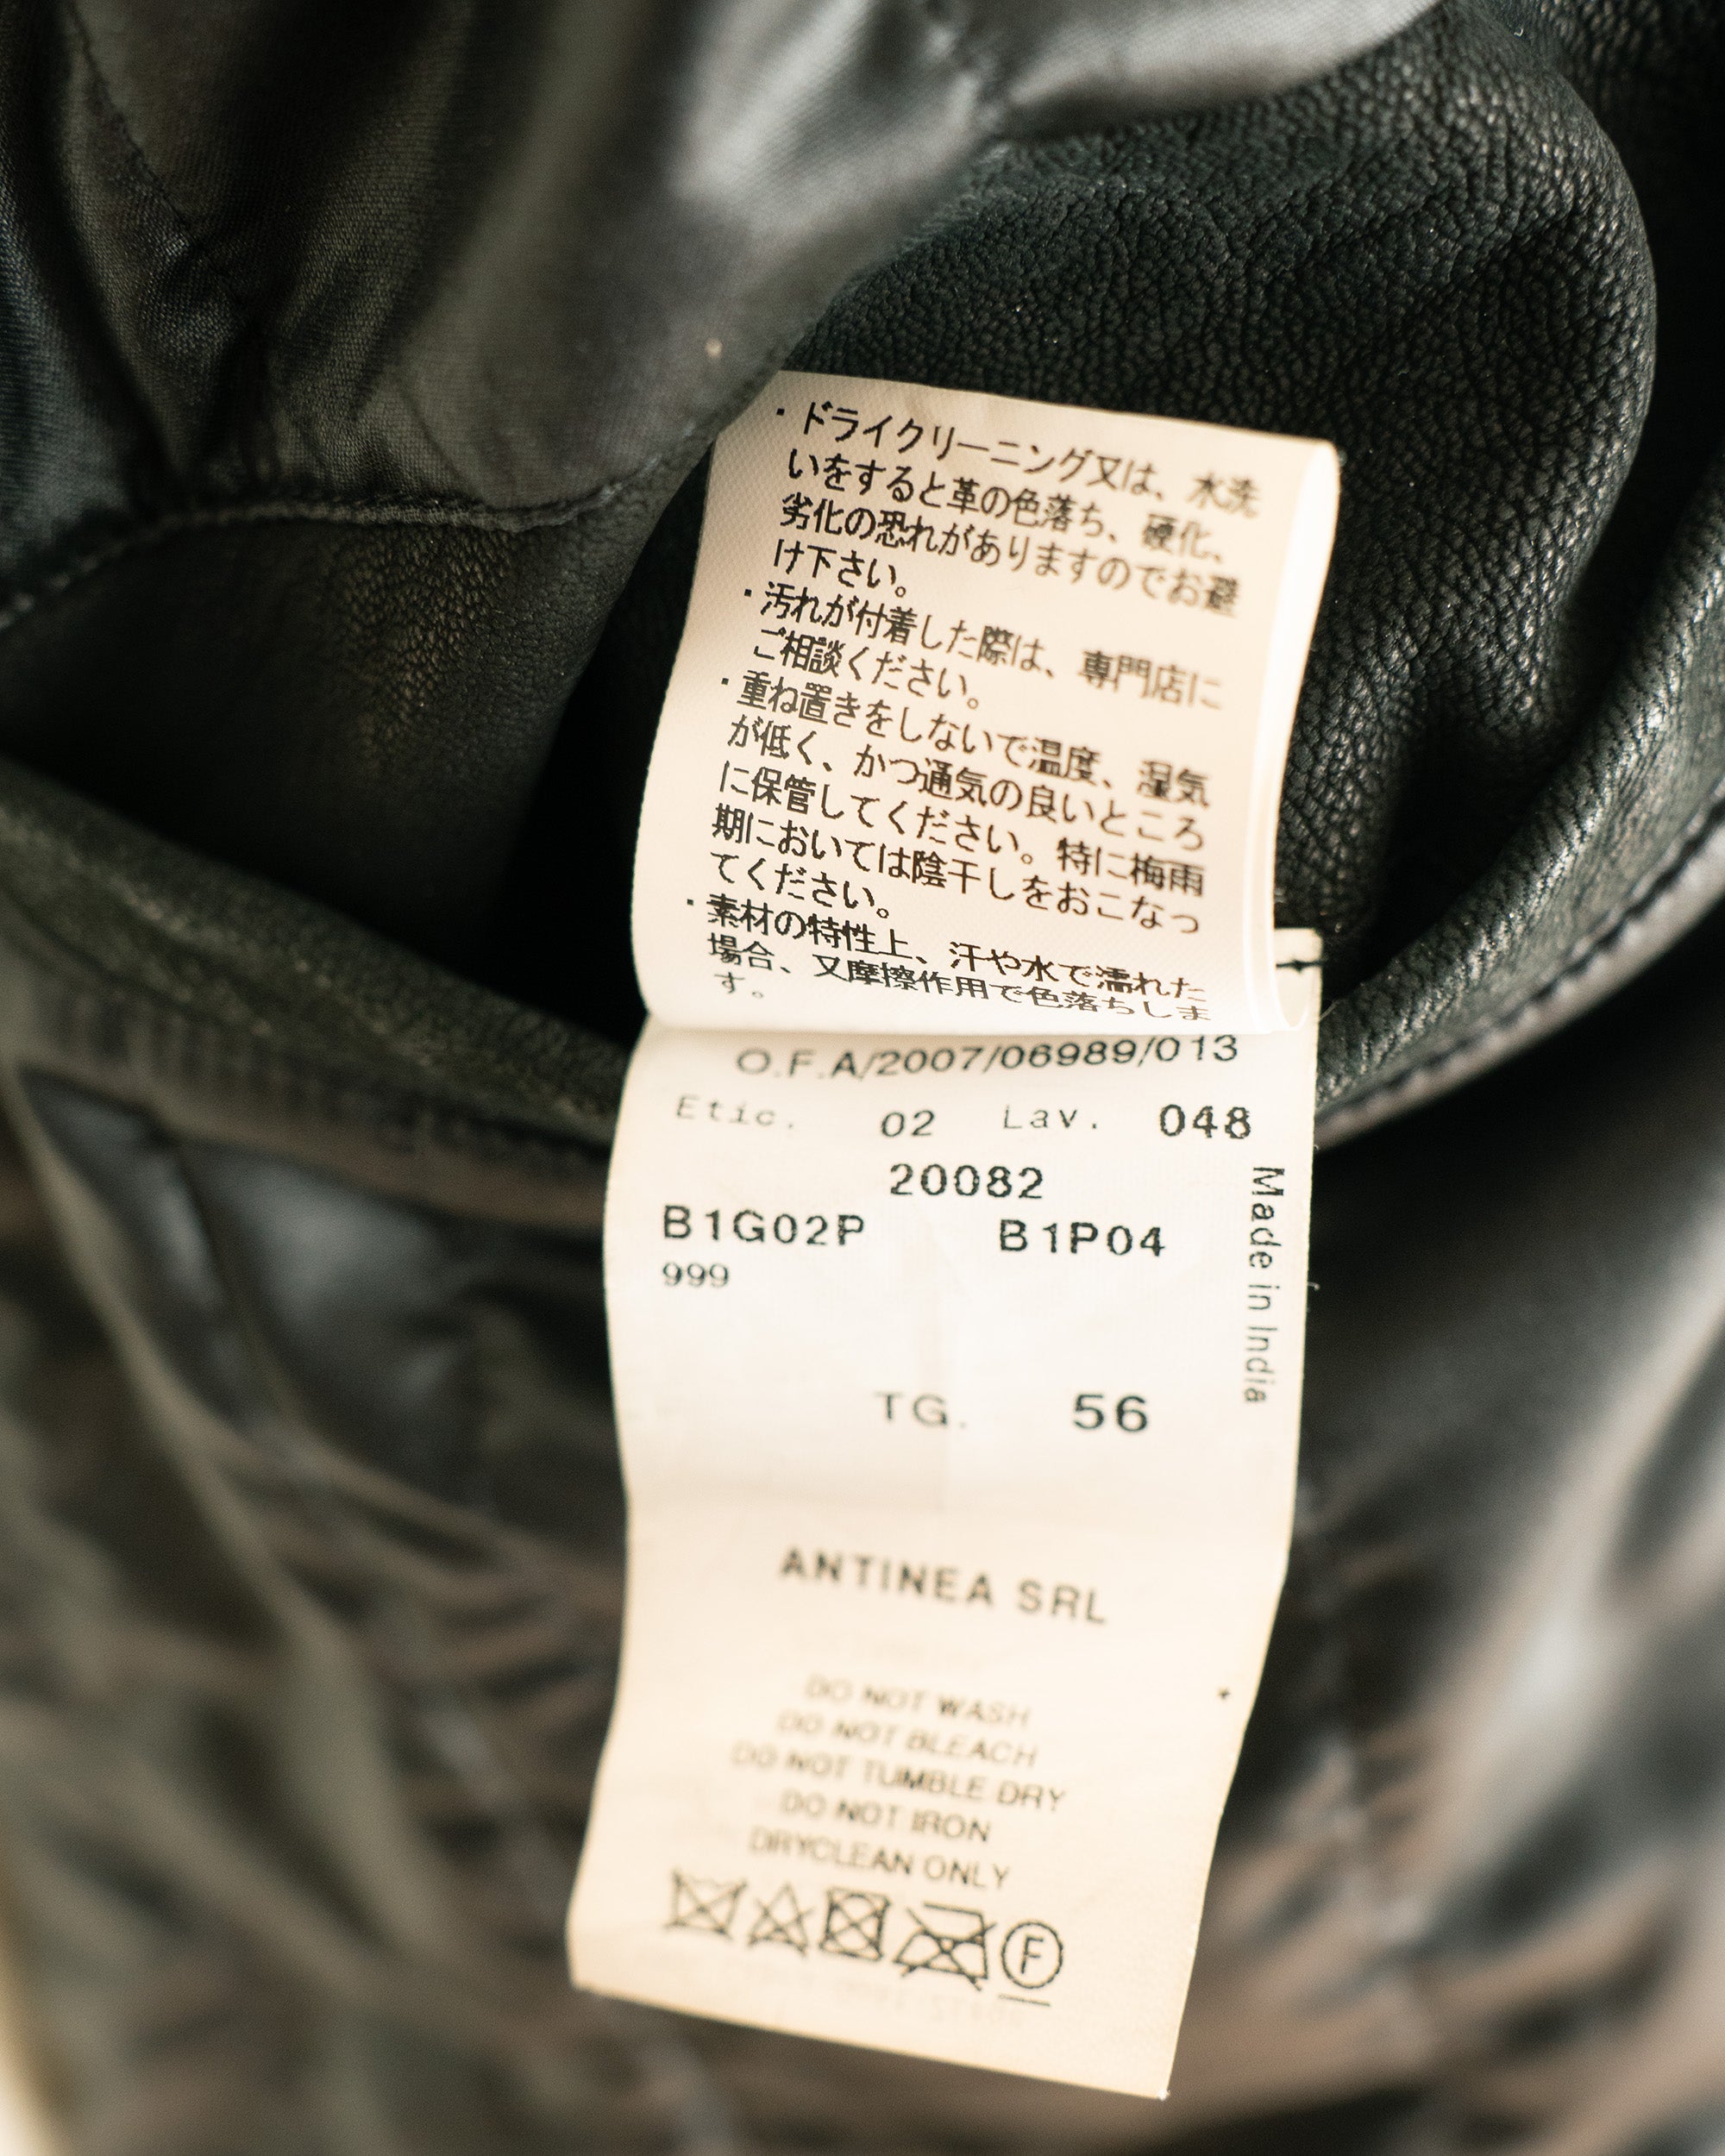 ・ドライクリーニング又は、水洗
いをすると革の色落ち、硬化、
劣化の恐れがありますのでお避
け下さい。
・汚れが付着した際は、専門店に
ご相談ください。
・重ね置きをしないで温度、湿気
が低く、かつ通気の良いところ
に保管してください。特に梅雨
期においては陰干しをおこなっ
てください。
・素材の特性上、汗や水で濡れた
場合、又摩擦作用で色落ちしま
す。
O.F.A/2007/06989/013
Etic. 02 Lav. 048
20082
B1G02P B1P04
999
Made in India
TG. 56
ANTINEA SRL
DO NOT WASH
DO NOT BLEACH
DO NOT TUMBLE DRY
DO NOT IRON
DRYCLEAN ONLY
F